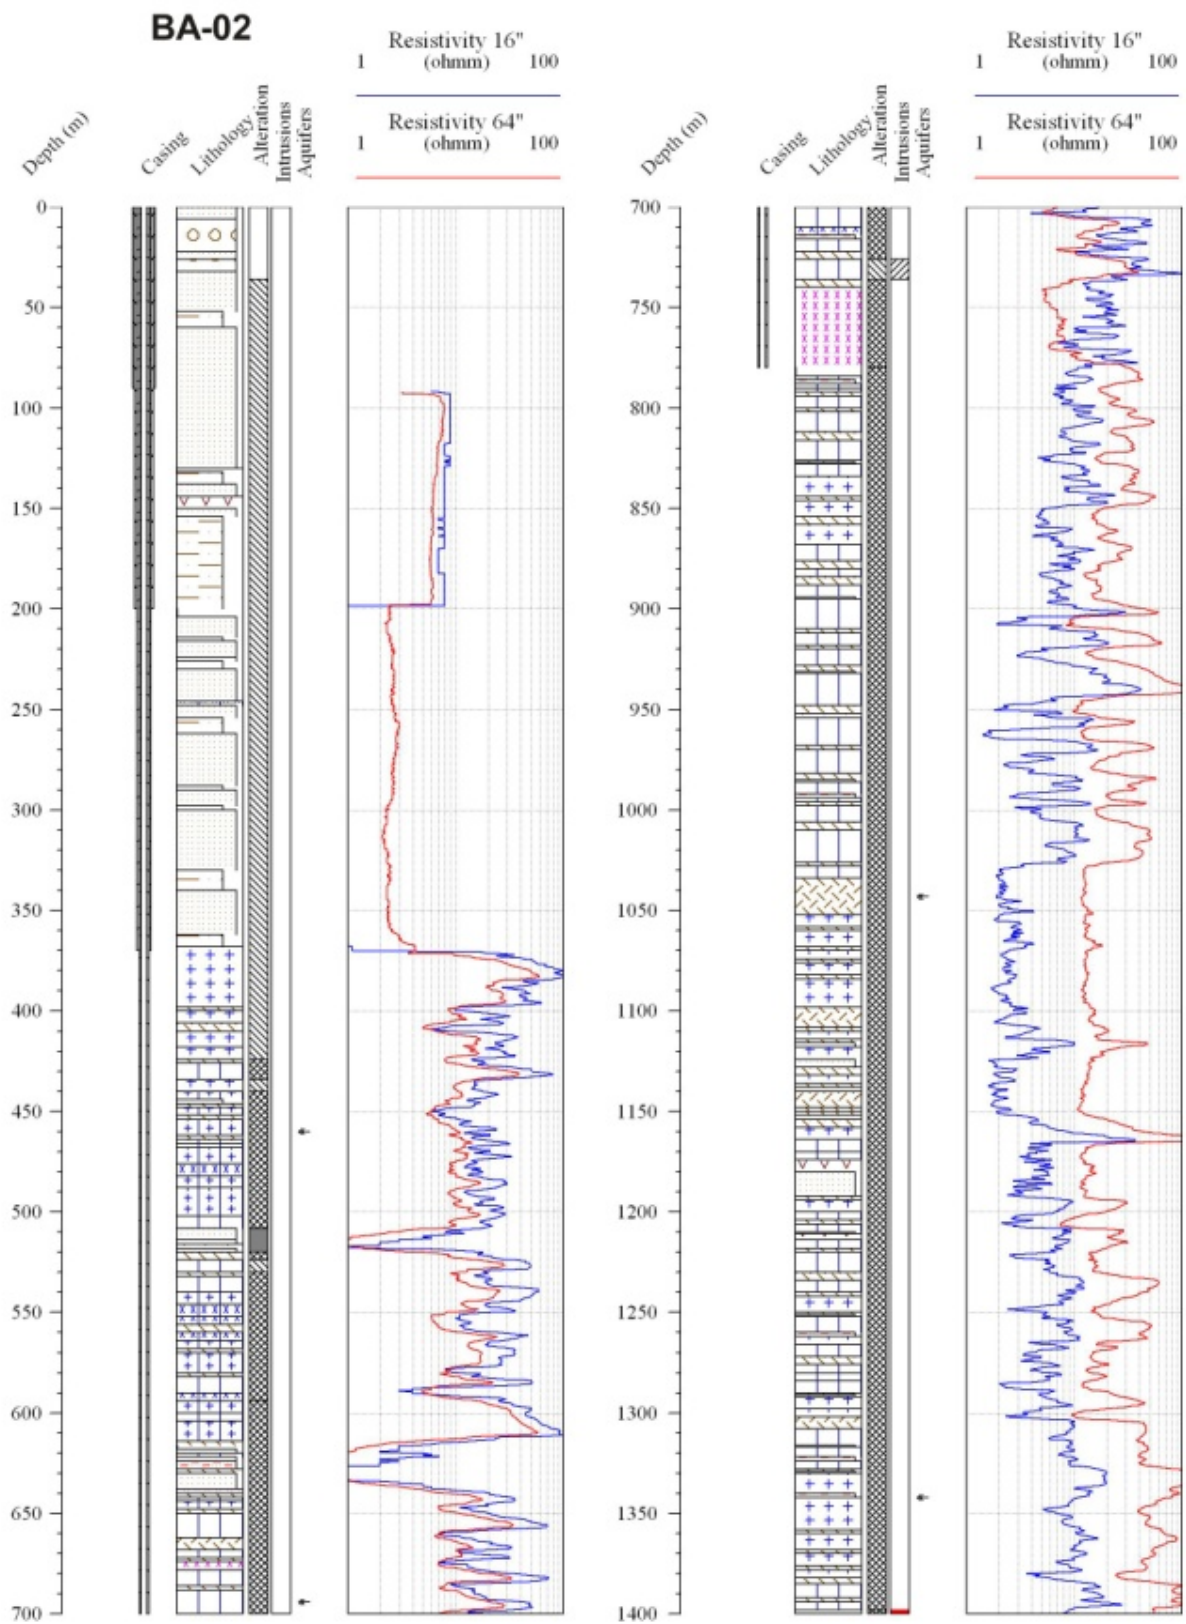 BA-02
Resistivity 16"
1 (ohmm) 100
Resistivity 64"
1 (ohmm) 100
Depth (m)
Casing
Lithology
Alteration
Intrusions
Aquifers
0
50
100
150
200
250
300
350
400
450
500
550
600
650
700
Resistivity 16"
1 (ohmm) 100
Resistivity 64"
1 (ohmm) 100
Depth (m)
Casing
Lithology
Alteration
Intrusions
Aquifers
700
750
800
850
900
950
1000
1050
1100
1150
1200
1250
1300
1350
1400